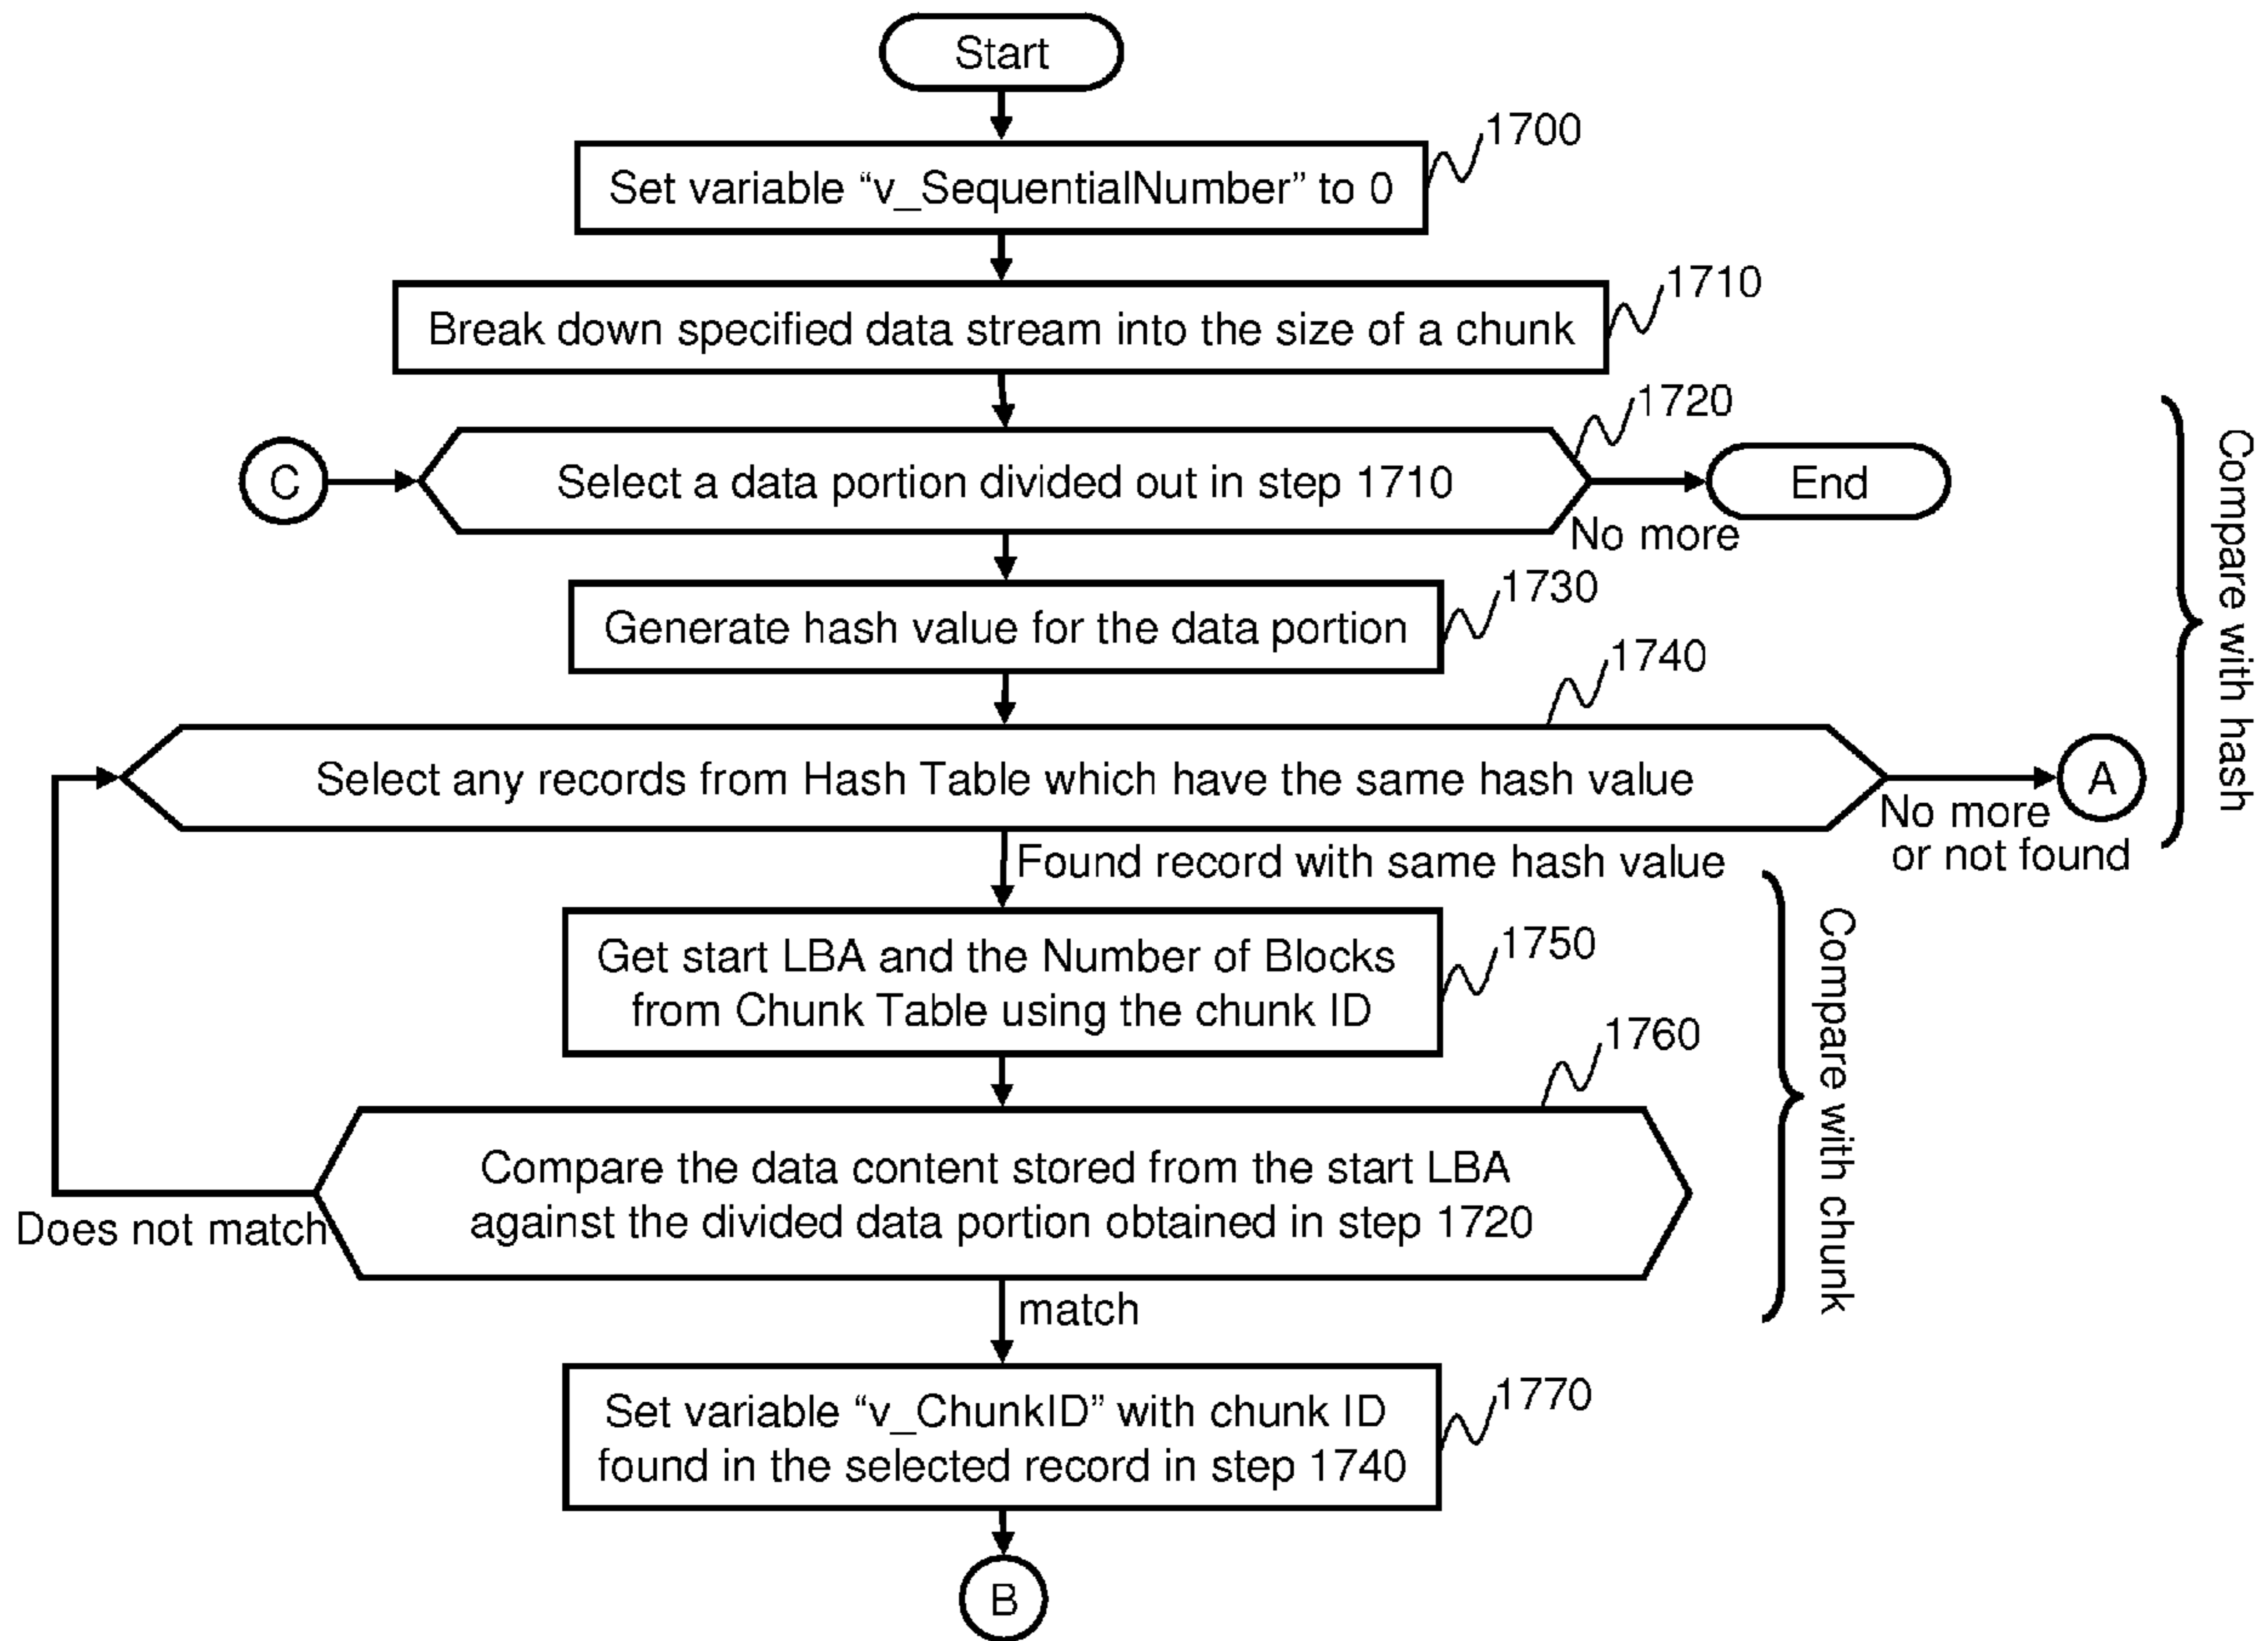 Start
1700
Set variable “v_SequentialNumber” to 0
1710
Break down specified data stream into the size of a chunk
1720
C
Select a data portion divided out in step 1710
End
No more
1730
Generate hash value for the data portion
Compare with hash
1740
Select any records from Hash Table which have the same hash value
A
No more
or not found
Found record with same hash value
1750
Get start LBA and the Number of Blocks
from Chunk Table using the chunk ID
Compare with chunk
1760
Compare the data content stored from the start LBA
against the divided data portion obtained in step 1720
Does not match
match
1770
Set variable “v_ChunkID” with chunk ID
found in the selected record in step 1740
B